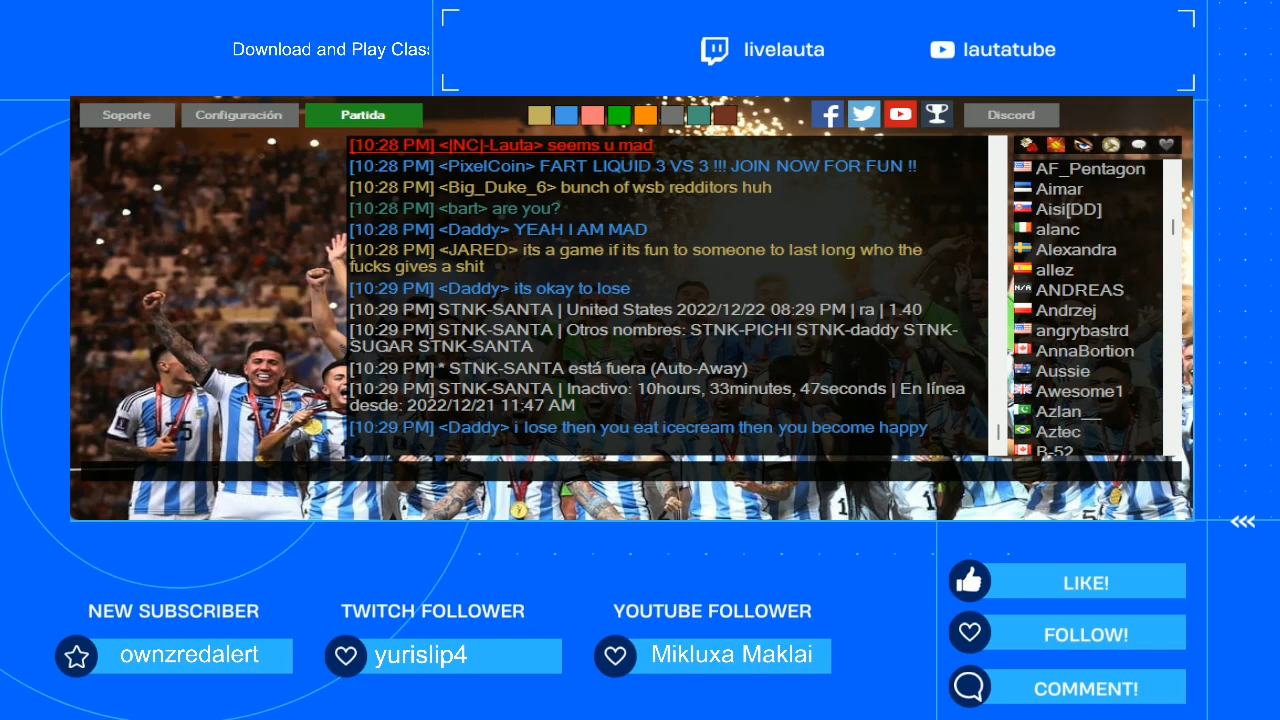 Download and Play Clas
livelauta
lautatube
Soporte
Configuración
Partida
Discord
[10:28 PM] <|NC|-Lauta> seems u mad
[10:28 PM] <PixelCoin> FART LIQUID 3 VS 3 !!! JOIN NOW FOR FUN !!
[10:28 PM] <Big_Duke_6> bunch of wsb redditors huh
[10:28 PM] <bart> are you?
[10:28 PM] <Daddy> YEAH I AM MAD
[10:28 PM] <JARED> its a game if its fun to someone to last long who the
fucks gives a shit
[10:29 PM] <Daddy> its okay to lose
[10:29 PM] STNK-SANTA | United States 2022/12/22 08:29 PM | ra | 1.40
[10:29 PM] STNK-SANTA | Otros nombres: STNK-PICHI STNK-daddy STNK-
SUGAR STNK-SANTA
[10:29 PM] * STNK-SANTA está fuera (Auto-Away)
[10:29 PM] STNK-SANTA | Inactivo: 10hours, 33minutes, 47seconds | En línea
desde: 2022/12/21 11:47 AM
[10:29 PM] <Daddy> i lose then you eat icecream then you become happy
AF_Pentagon
Aimar
Aisi[DD]
alanc
Alexandra
allez
N/A ANDREAS
Andrzej
angrybastrd
AnnaBortion
Aussie
Awesome1
Azlan__
Aztec
B-52
NEW SUBSCRIBER
ownzredalert
TWITCH FOLLOWER
yurislip4
YOUTUBE FOLLOWER
Mikluxa Maklai
LIKE!
FOLLOW!
COMMENT!